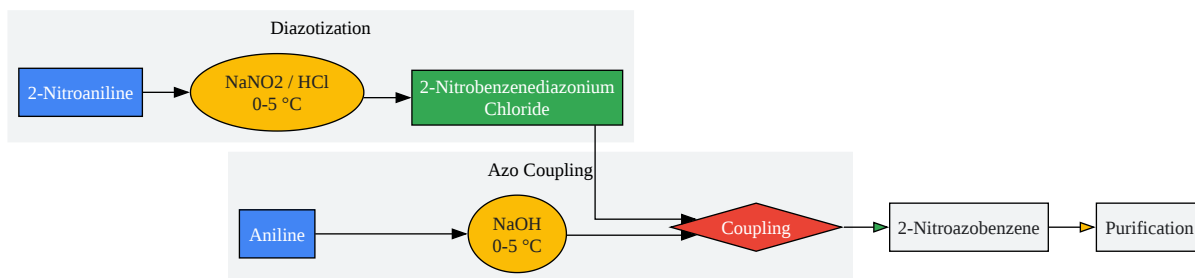 Diazotization
2-Nitroaniline
NaNO2 / HCl
0-5 °C
2-Nitrobenzenediazonium
Chloride
Azo Coupling
Aniline
NaOH
0-5 °C
Coupling
2-Nitroazobenzene
Purification